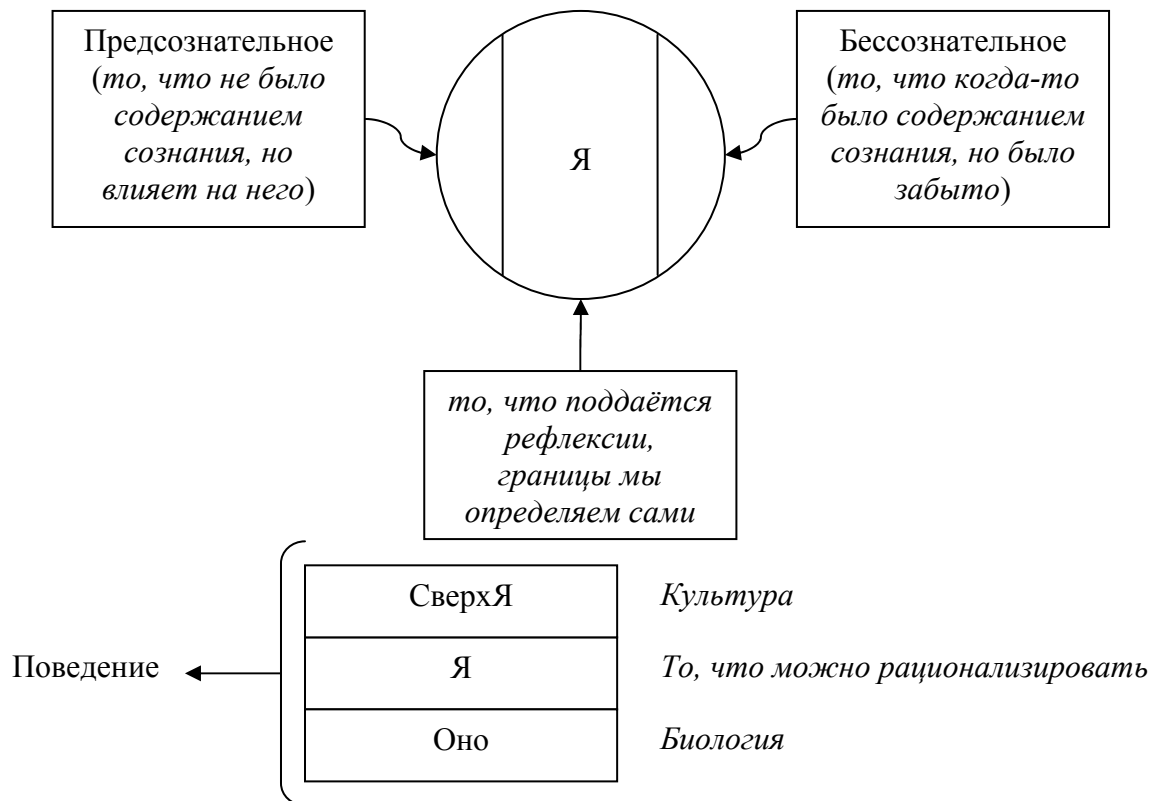 Предсознательное
(то, что не было
содержанием
сознания, но
влияет на него)
Я
Бессознательное
(то, что когда-то
было содержанием
сознания, но было
забыто)
то, что поддаётся
рефлексии,
границы мы
определяем сами
СверхЯ
Культура
Поведение
Я
То, что можно рационализировать
Оно
Биология